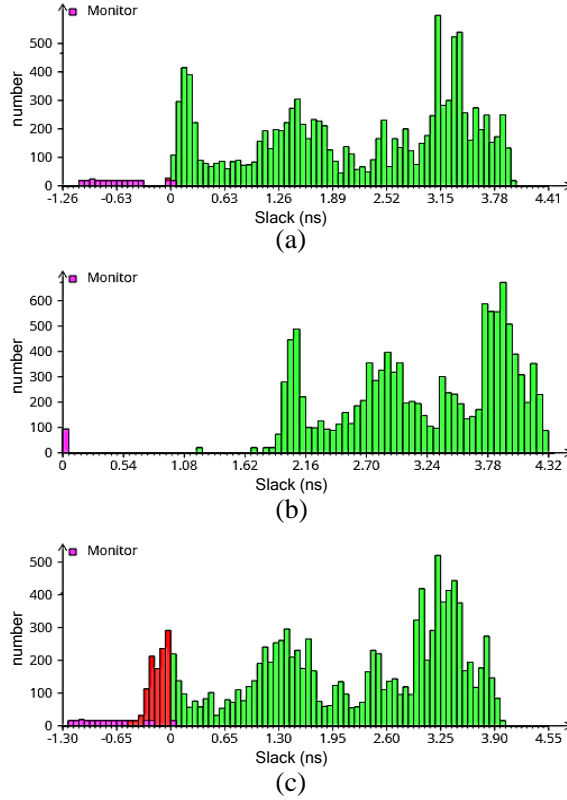 Monitor
number
500
400
300
200
100
0
-1.26 -0.63 0 0.63 1.26 1.89 2.52 3.15 3.78 4.41
Slack (ns)
(a)
Monitor
number
600
500
400
300
200
100
0
0 0.54 1.08 1.62 2.16 2.70 3.24 3.78 4.32
Slack (ns)
(b)
Monitor
number
500
400
300
200
100
0
-1.30 -0.65 0 0.65 1.30 1.95 2.60 3.25 3.90 4.55
Slack (ns)
(c)